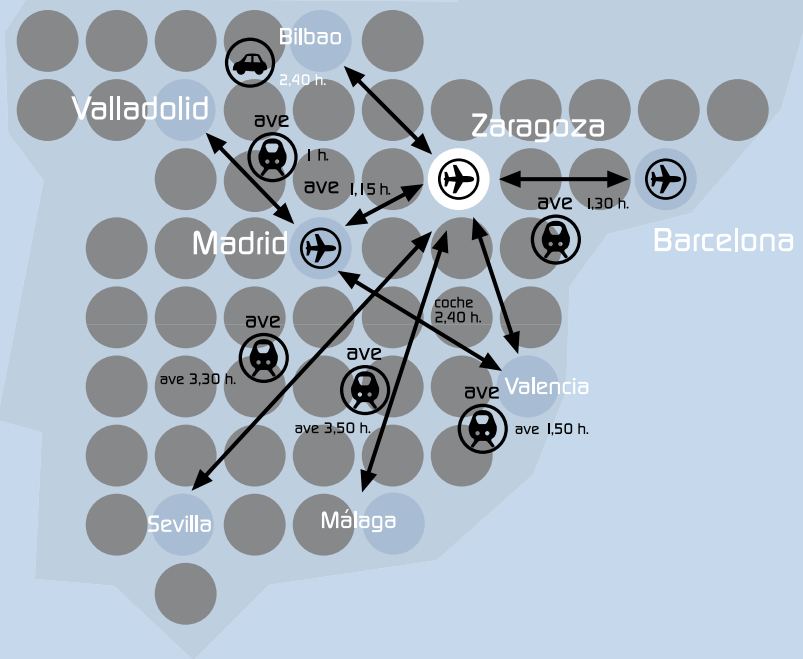 Bilbao
2,40 h.
Valladolid
ave
1 h.
Zaragoza
ave 1,15 h.
ave 1,30 h.
Madrid
Barcelona
coche
2,40 h.
ave
ave 3,30 h.
ave
ave 3,50 h.
Valencia
ave
ave 1,50 h.
Sevilla
Málaga